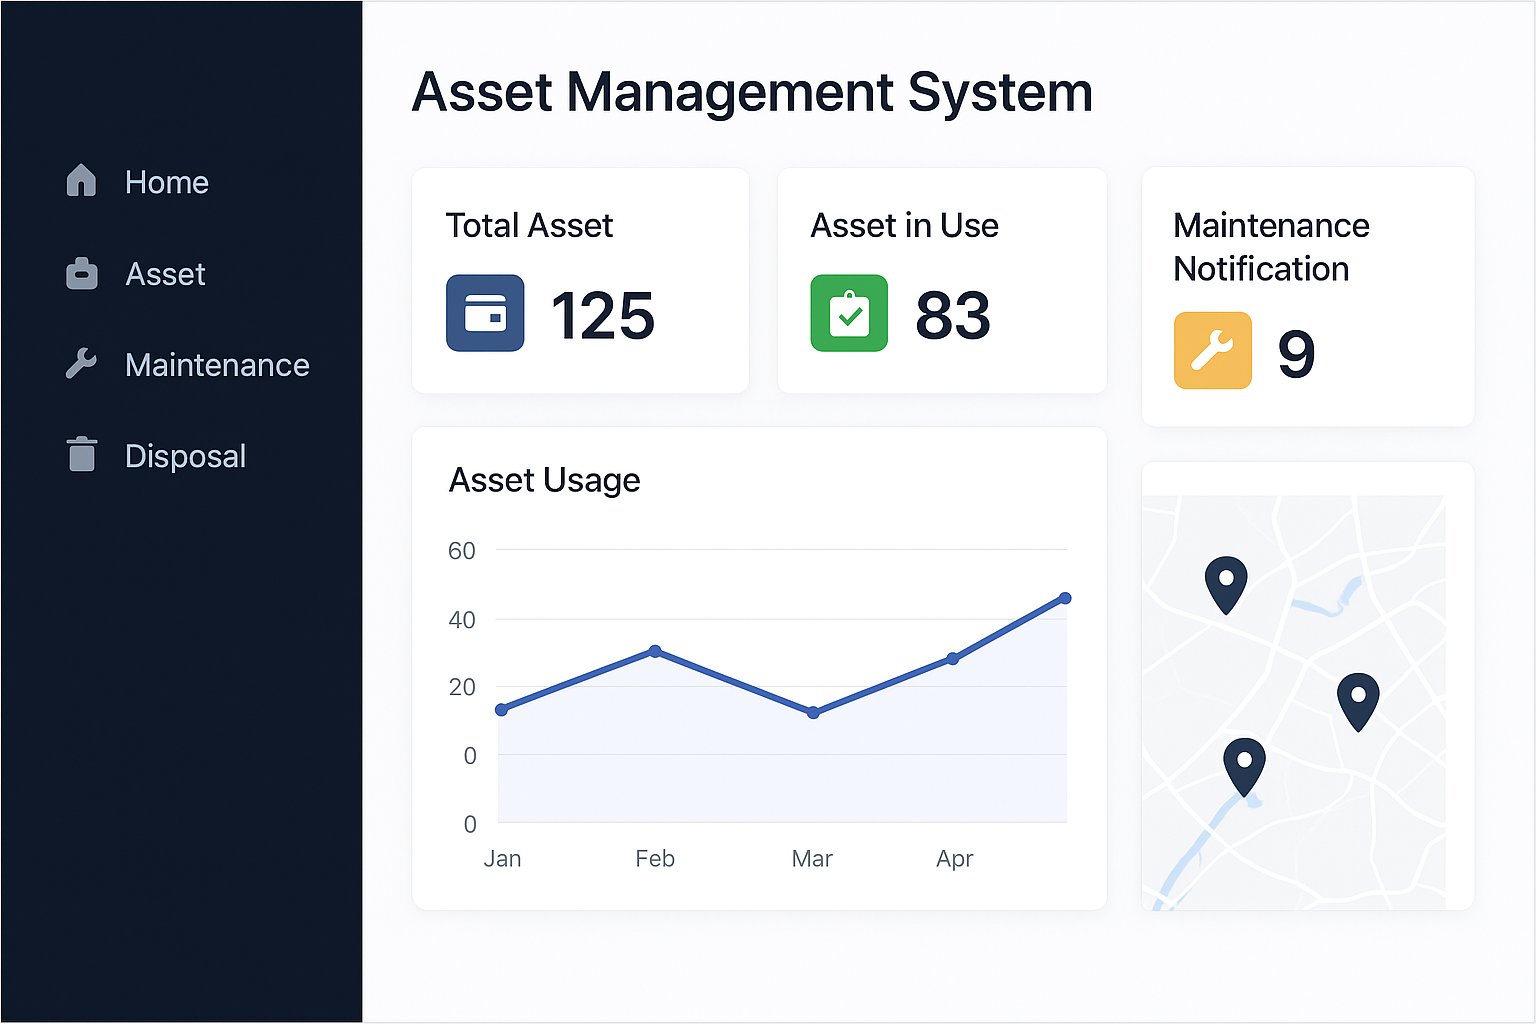 Home
Asset
Maintenance
Disposal
Asset Management System
Total Asset
125
Asset in Use
83
Maintenance
Notification
9
Asset Usage
60
40
20
0
0
Jan Feb Mar Apr